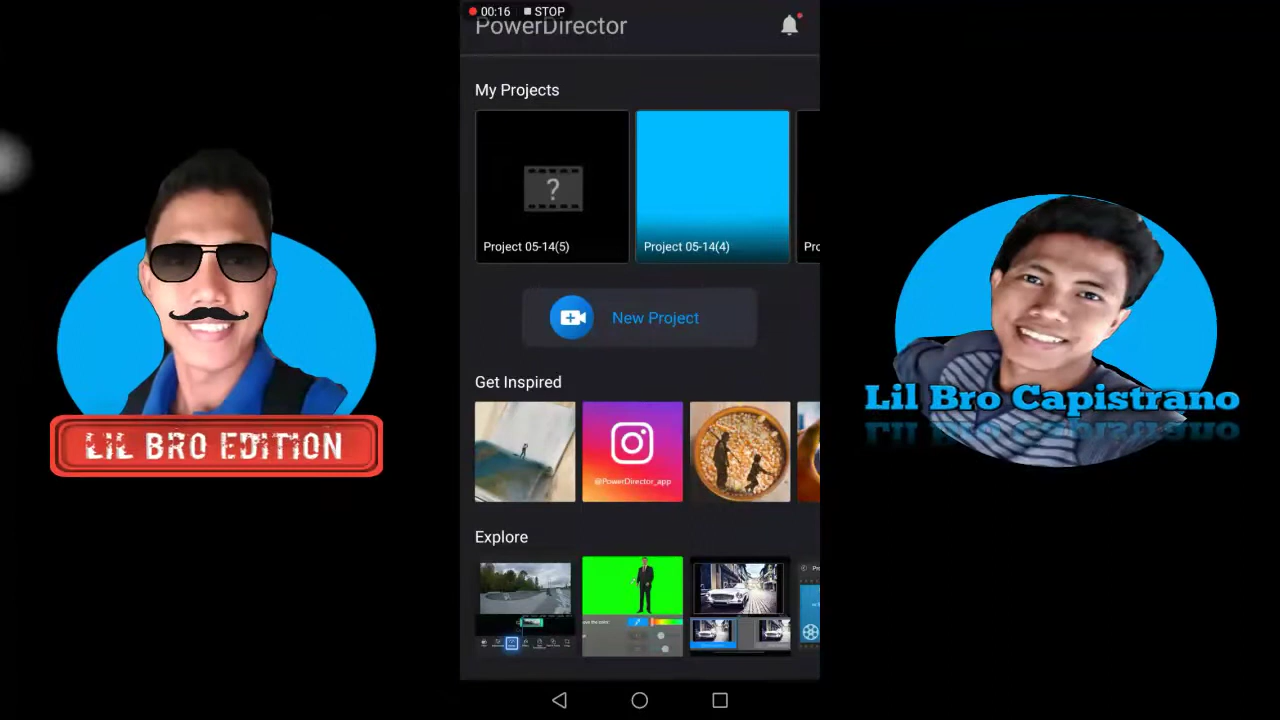 00:16 STOP
PowerDirector
My Projects
?
Project 05-14(5)
Project 05-14(4)
Pro
New Project
Get Inspired
@PowerDirector_app
Explore
LIL BRO EDITION
Lil Bro Capistrano